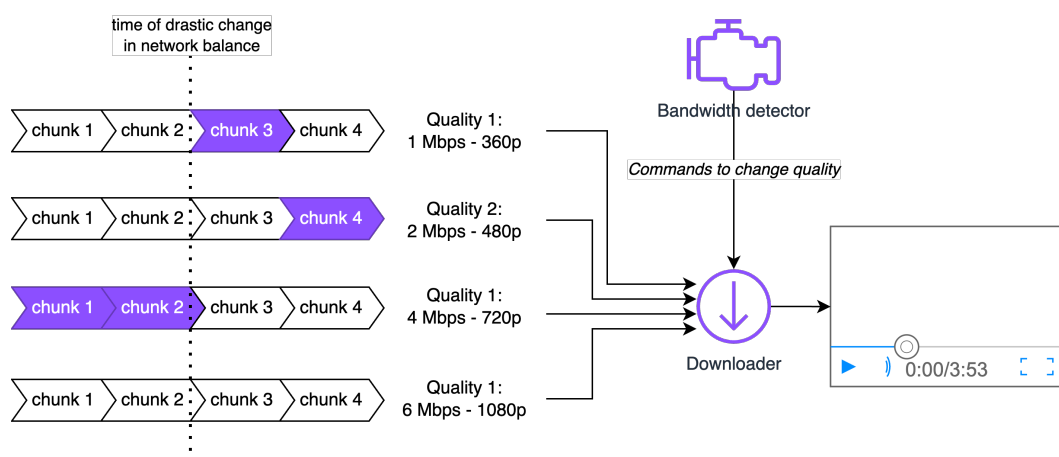 time of drastic change
in network balance
chunk 1 chunk 2 chunk 3 chunk 4
Quality 1:
1 Mbps - 360p
chunk 1 chunk 2 chunk 3 chunk 4
Quality 2:
2 Mbps - 480p
chunk 1 chunk 2 chunk 3 chunk 4
Quality 1:
4 Mbps - 720p
chunk 1 chunk 2 chunk 3 chunk 4
Quality 1:
6 Mbps - 1080p
Bandwidth detector
Commands to change quality
Downloader
0:00/3:53